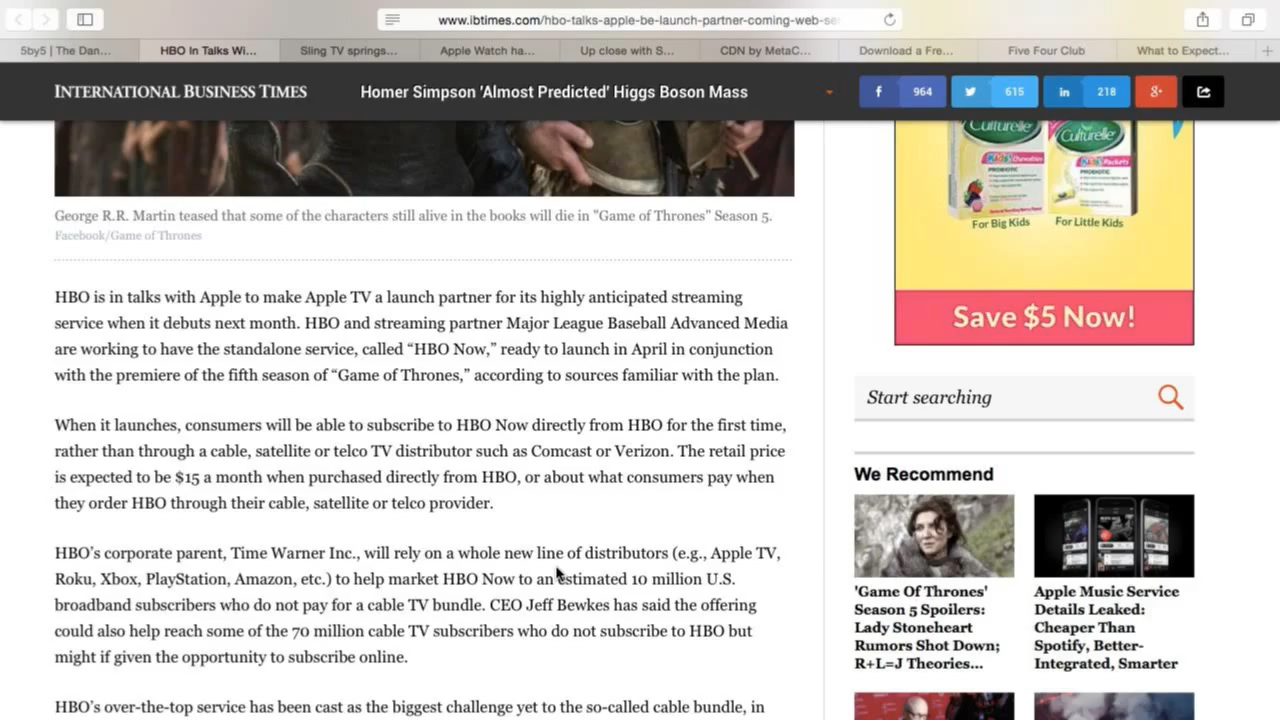 www.ibtimes.com/hbo-talks-apple-be-launch-partner-coming-web-se
5by5 | The Dan...
HBO In Talks Wi...
Sling TV springs...
Apple Watch ha...
Up close with S...
CDN by MetaC...
Download a Fre...
Five Four Club
What to Expect...
INTERNATIONAL BUSINESS TIMES
Homer Simpson 'Almost Predicted' Higgs Boson Mass
964
615
218
Culturelle
Culturelle
Kids Chewables
Kids Packets
PROBIOTIC
PROBIOTIC
For Big Kids
For Little Kids
Save $5 Now!
George R.R. Martin teased that some of the characters still alive in the books will die in "Game of Thrones" Season 5.
Facebook/Game of Thrones
HBO is in talks with Apple to make Apple TV a launch partner for its highly anticipated streaming
service when it debuts next month. HBO and streaming partner Major League Baseball Advanced Media
are working to have the standalone service, called “HBO Now,” ready to launch in April in conjunction
with the premiere of the fifth season of “Game of Thrones,” according to sources familiar with the plan.
When it launches, consumers will be able to subscribe to HBO Now directly from HBO for the first time,
rather than through a cable, satellite or telco TV distributor such as Comcast or Verizon. The retail price
is expected to be $15 a month when purchased directly from HBO, or about what consumers pay when
they order HBO through their cable, satellite or telco provider.
HBO’s corporate parent, Time Warner Inc., will rely on a whole new line of distributors (e.g., Apple TV,
Roku, Xbox, PlayStation, Amazon, etc.) to help market HBO Now to an estimated 10 million U.S.
broadband subscribers who do not pay for a cable TV bundle. CEO Jeff Bewkes has said the offering
could also help reach some of the 70 million cable TV subscribers who do not subscribe to HBO but
might if given the opportunity to subscribe online.
HBO’s over-the-top service has been cast as the biggest challenge yet to the so-called cable bundle, in
Start searching
We Recommend
'Game Of Thrones'
Season 5 Spoilers:
Lady Stoneheart
Rumors Shot Down;
R+L=J Theories...
Apple Music Service
Details Leaked:
Cheaper Than
Spotify, Better-
Integrated, Smarter